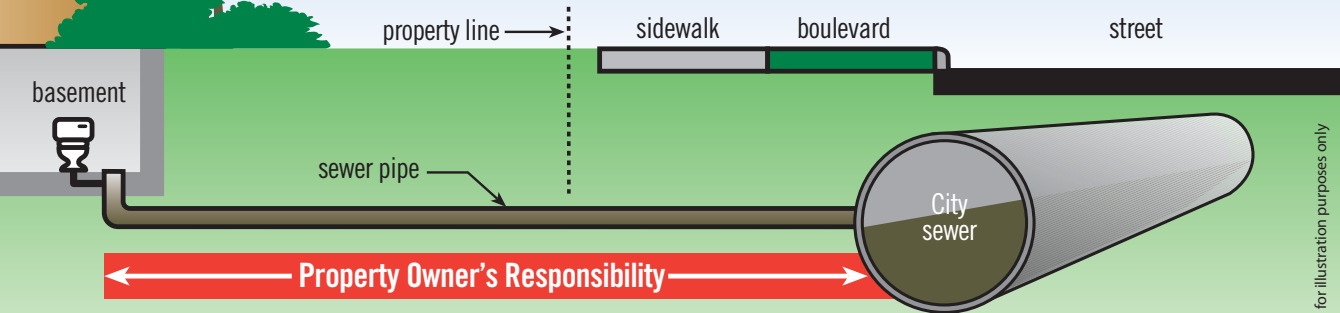 property line
sidewalk
boulevard
street
basement
sewer pipe
City
sewer
Property Owner’s Responsibility
for illustration purposes only